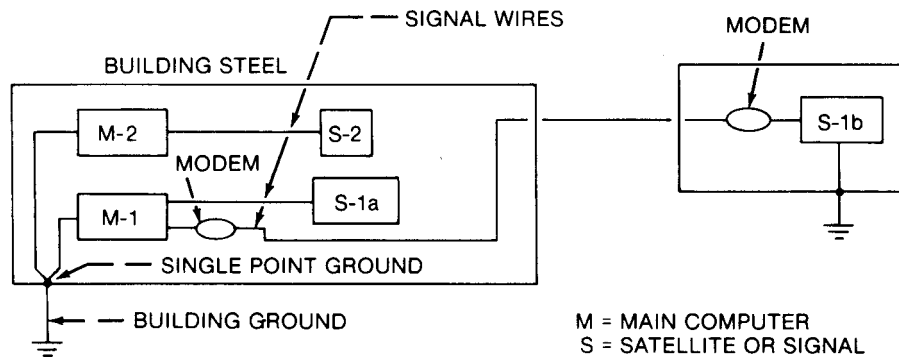 SIGNAL WIRES
MODEM
BUILDING STEEL
M-2
S-2
S-1b
MODEM
M-1
S-1a
SINGLE POINT GROUND
BUILDING GROUND
M = MAIN COMPUTER
S = SATELLITE OR SIGNAL